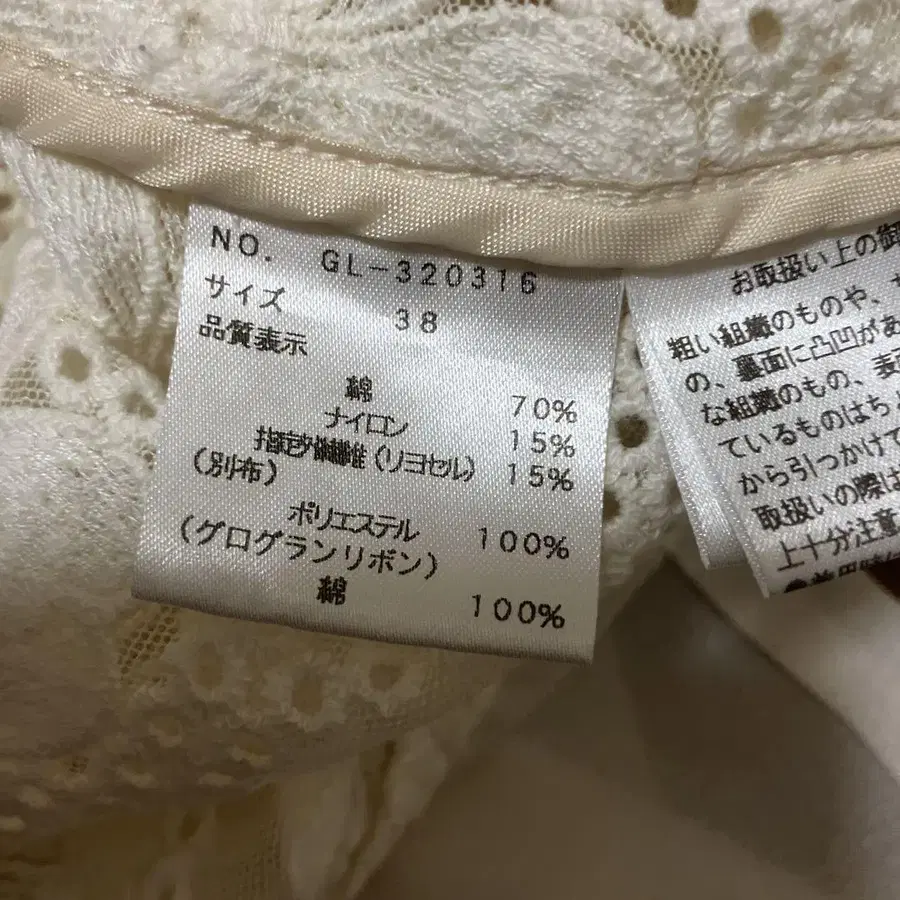 NO. GL-320316
サイズ 38
品質表示
綿 70%
ナイロン 15%
指定外繊維(リヨセル) 15%
(別布)
ポリエステル 100%
(グログランリボン)
綿 100%
お取扱い上の御
粗い組織のものや、
の、裏面に凸凹があ
な組織のもの、表面
ているものはちょ
から引っかけて
取扱いの際は
上十分注意